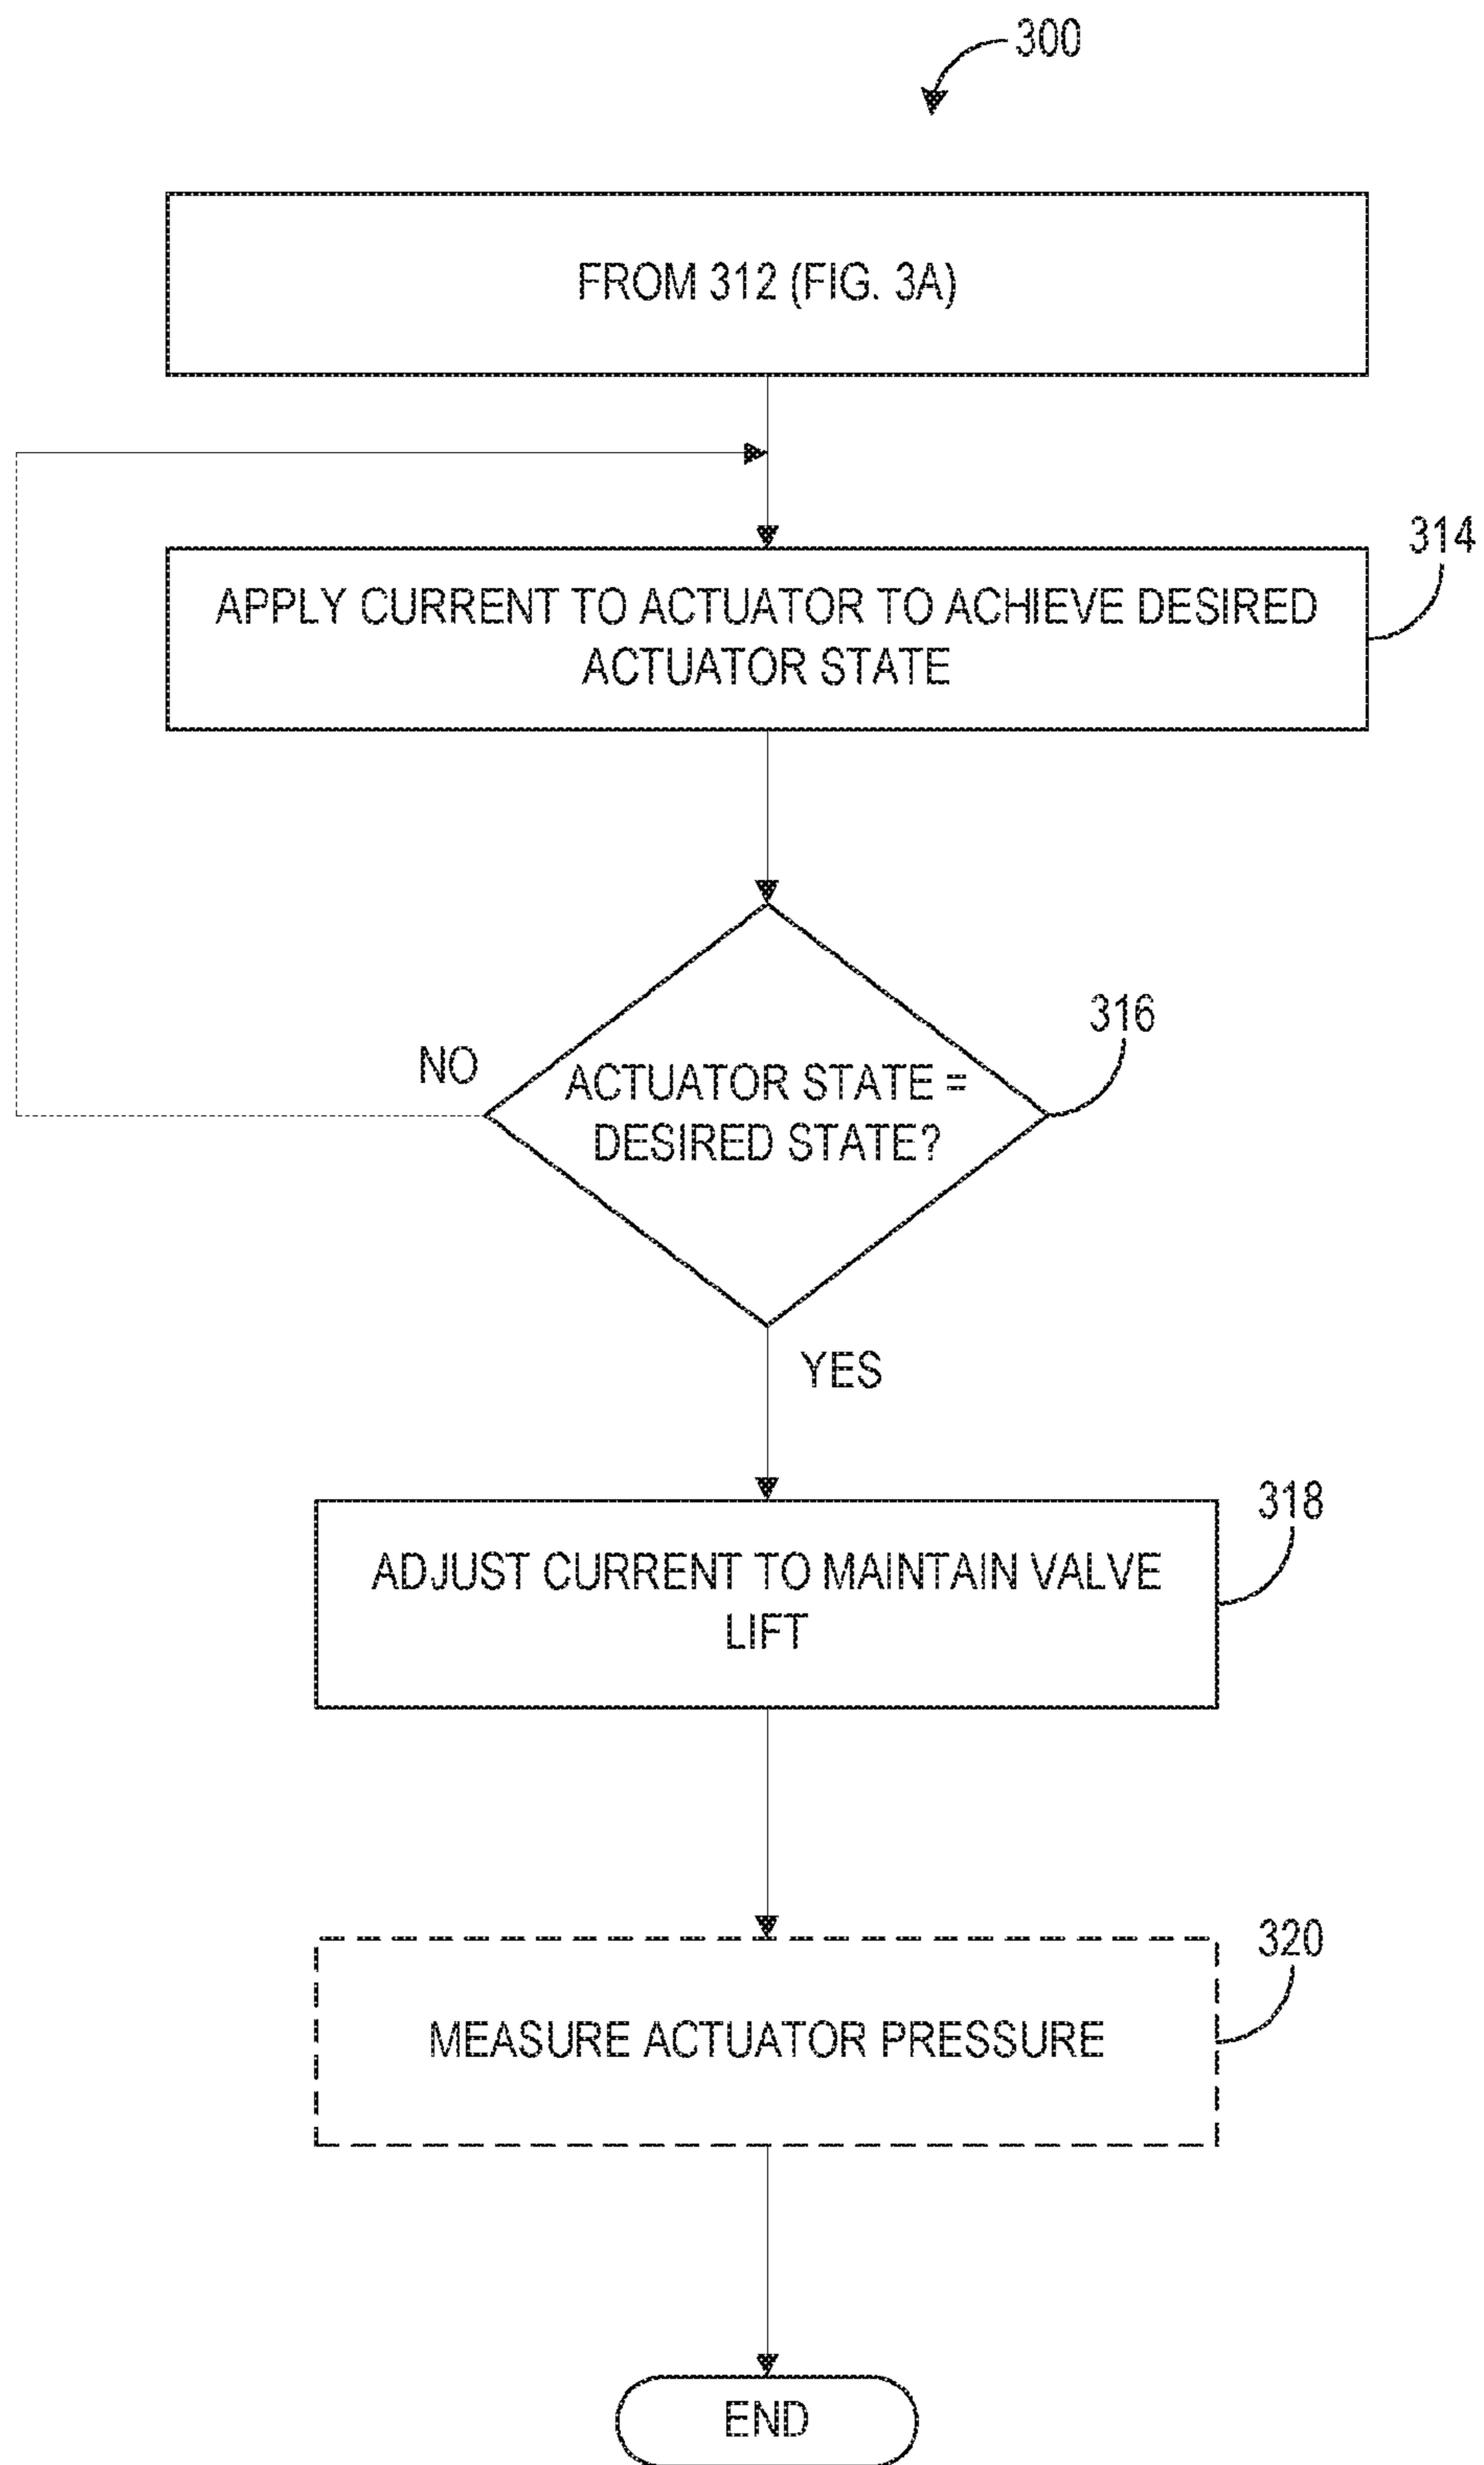 300
FROM 312 (FIG. 3A)
314
APPLY CURRENT TO ACTUATOR TO ACHIEVE DESIRED
ACTUATOR STATE
316
NO
ACTUATOR STATE =
DESIRED STATE?
YES
318
ADJUST CURRENT TO MAINTAIN VALVE
LIFT
320
MEASURE ACTUATOR PRESSURE
END